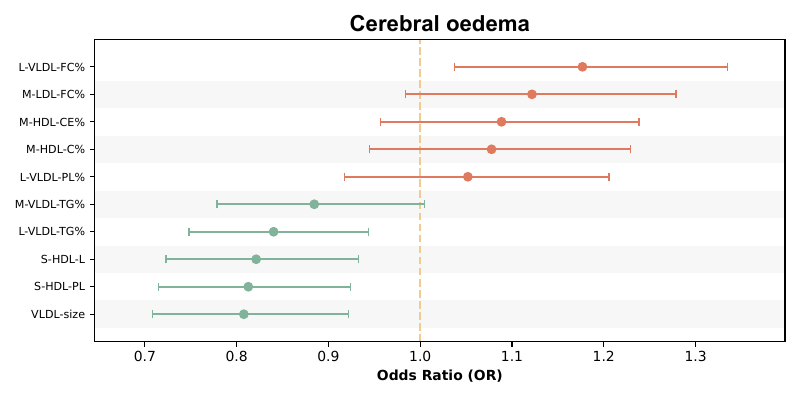 Cerebral oedema
L-VLDL-FC%
M-LDL-FC%
M-HDL-CE%
M-HDL-C%
L-VLDL-PL%
M-VLDL-TG%
L-VLDL-TG%
S-HDL-L
S-HDL-PL
VLDL-size
0.7 0.8 0.9 1.0 1.1 1.2 1.3
Odds Ratio (OR)